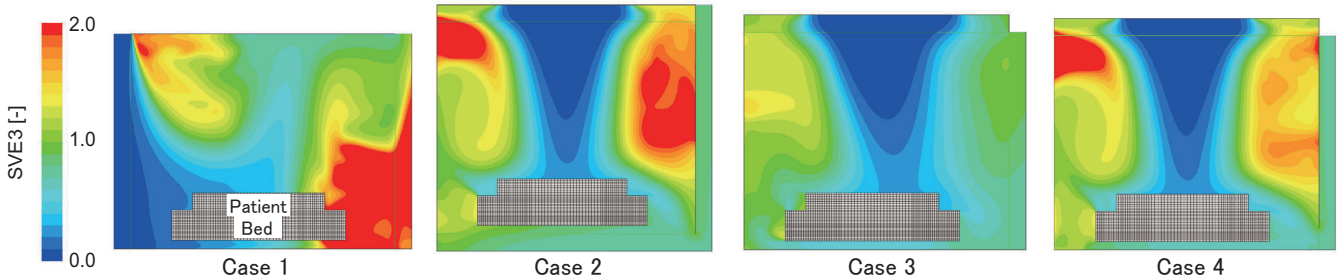 SVE3 [-]
2.0
1.0
0.0
Patient
Bed
Case 1
Case 2
Case 3
Case 4